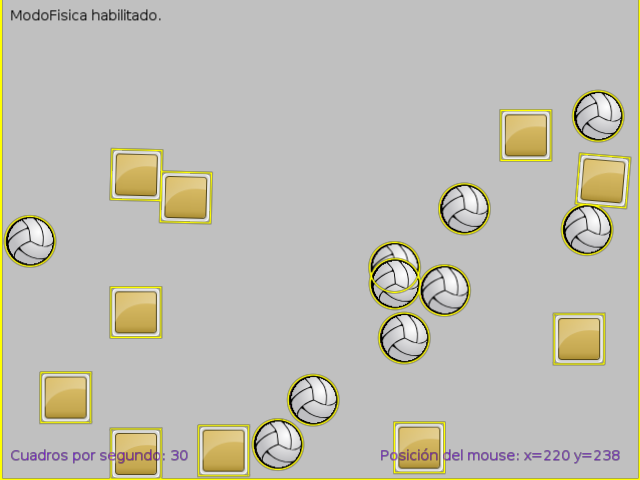 ModoFisica habilitado.
Cuadros por segundo: 30
Posición del mouse: x=220 y=238